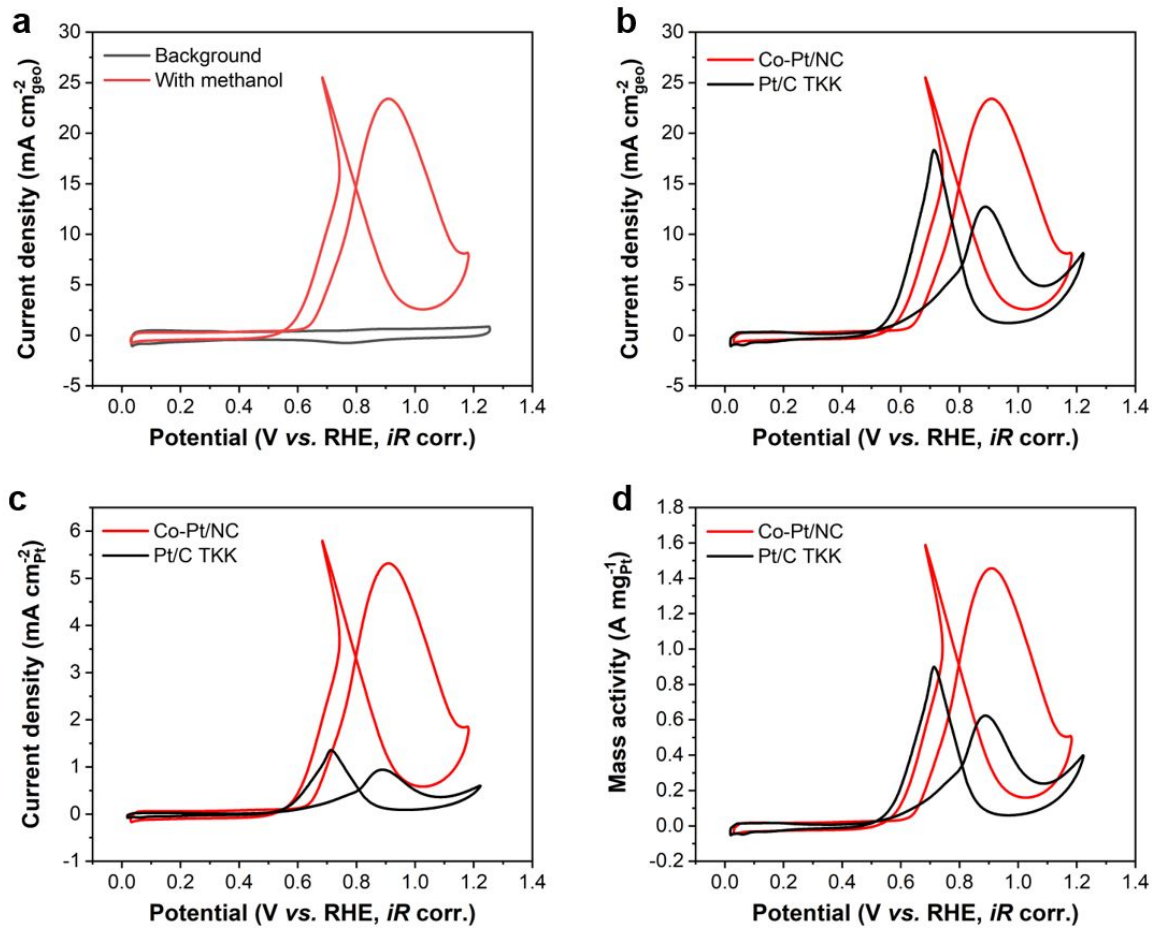 a
30
25
20
15
10
5
0
-5
Current density (mA cm⁻²geo)
Background
With methanol
0.0 0.2 0.4 0.6 0.8 1.0 1.2 1.4
Potential (V vs. RHE, iR corr.)
b
30
25
20
15
10
5
0
-5
Current density (mA cm⁻²geo)
Co-Pt/NC
Pt/C TKK
0.0 0.2 0.4 0.6 0.8 1.0 1.2 1.4
Potential (V vs. RHE, iR corr.)
c
6
5
4
3
2
1
0
-1
Current density (mA cm⁻²Pt)
Co-Pt/NC
Pt/C TKK
0.0 0.2 0.4 0.6 0.8 1.0 1.2 1.4
Potential (V vs. RHE, iR corr.)
d
1.8
1.6
1.4
1.2
1.0
0.8
0.6
0.4
0.2
0.0
-0.2
Mass activity (A mg⁻¹Pt)
Co-Pt/NC
Pt/C TKK
0.0 0.2 0.4 0.6 0.8 1.0 1.2 1.4
Potential (V vs. RHE, iR corr.)